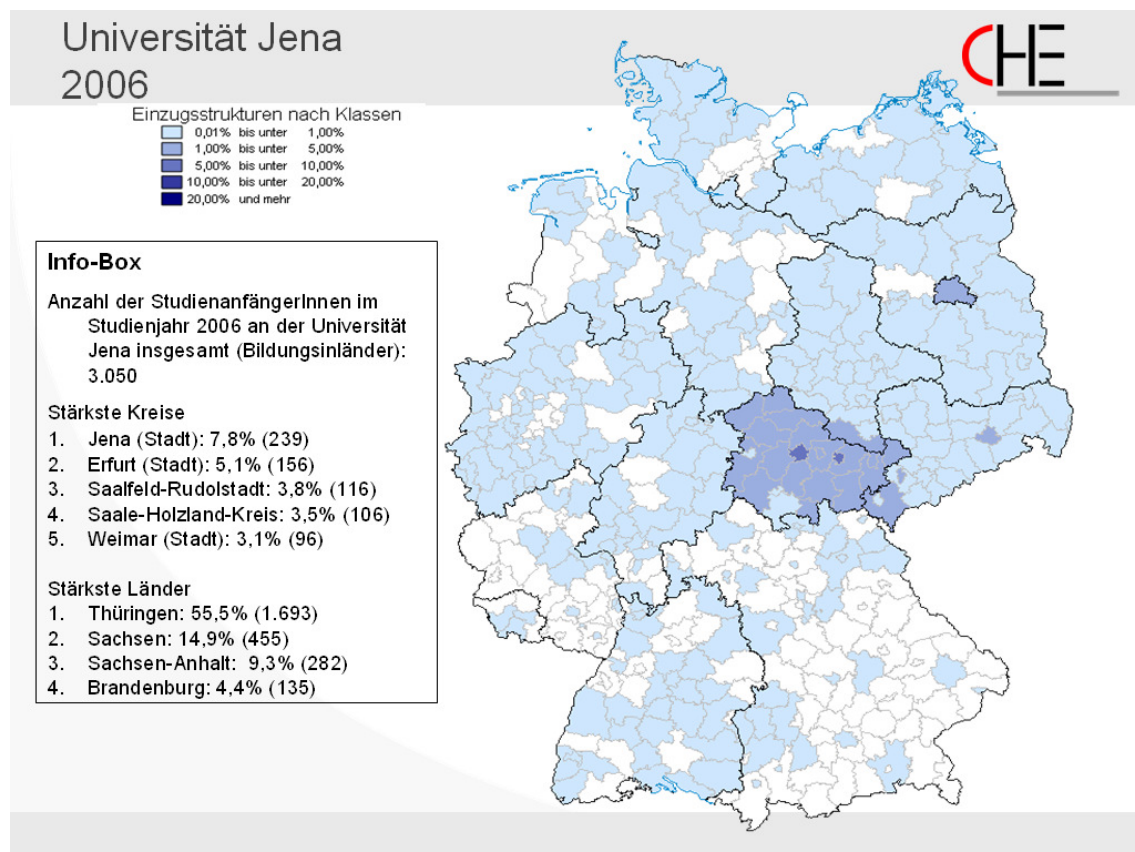 Universität Jena
2006
CHE
Einzugsstrukturen nach Klassen
0,01% bis unter 1,00%
1,00% bis unter 5,00%
5,00% bis unter 10,00%
10,00% bis unter 20,00%
20,00% und mehr
Info-Box
Anzahl der StudienanfängerInnen im
Studienjahr 2006 an der Universität
Jena insgesamt (Bildungsinländer):
3.050
Stärkste Kreise
1. Jena (Stadt): 7,8% (239)
2. Erfurt (Stadt): 5,1% (156)
3. Saalfeld-Rudolstadt: 3,8% (116)
4. Saale-Holzland-Kreis: 3,5% (106)
5. Weimar (Stadt): 3,1% (96)
Stärkste Länder
1. Thüringen: 55,5% (1.693)
2. Sachsen: 14,9% (455)
3. Sachsen-Anhalt: 9,3% (282)
4. Brandenburg: 4,4% (135)